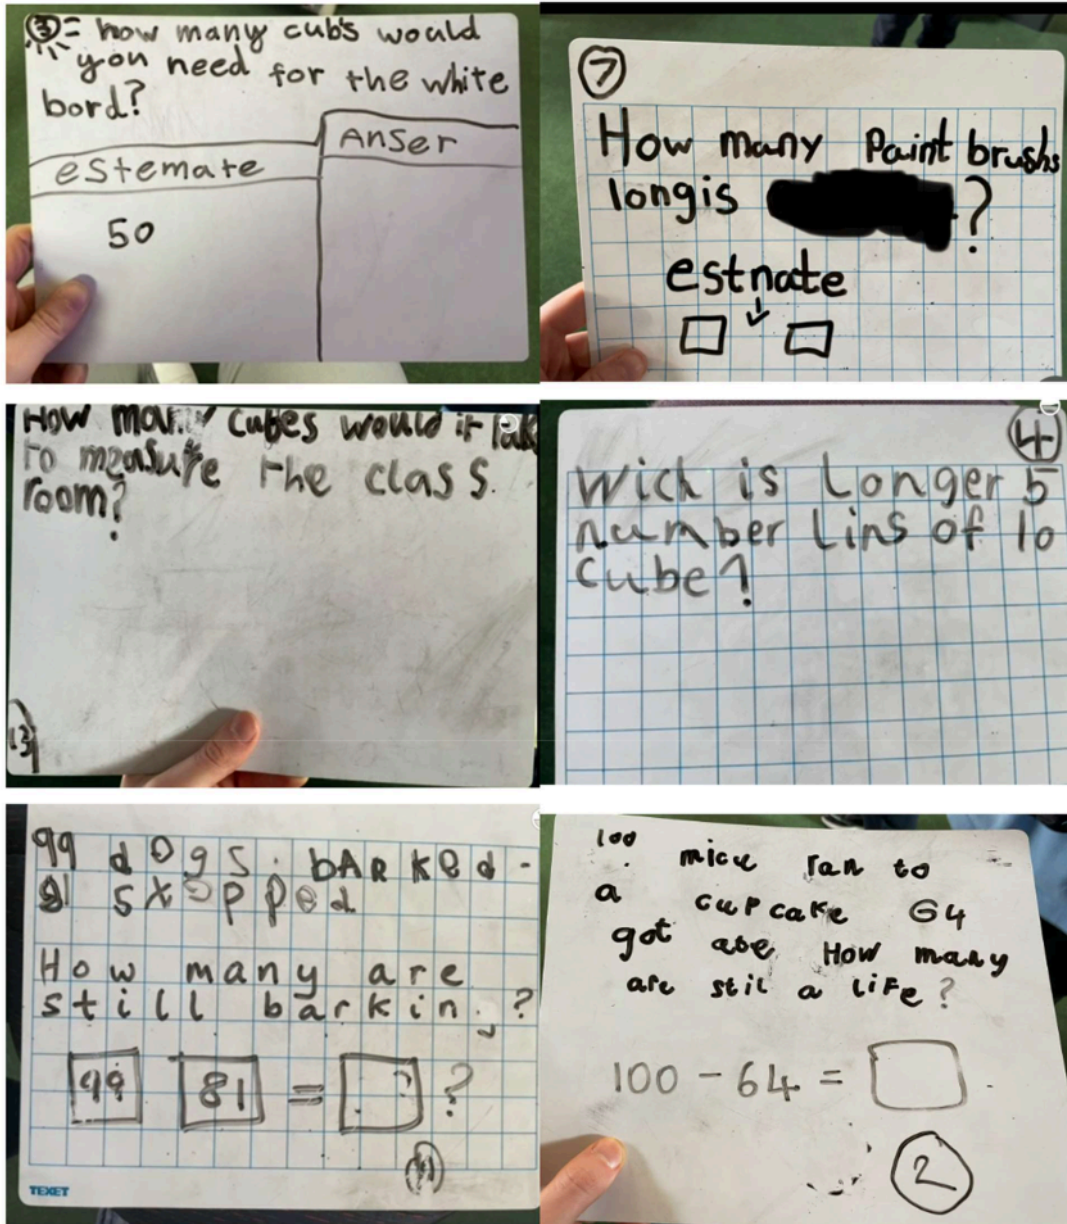 ③= how many cubs would
you need for the white
bord?
estemate
Anser
50
⑦
How many Paint brushs
longis ?
estnate
How many cubes would it take
to measure the class
room?
13
④
Wich is Longer 5
number Lins of 10
cube?
99 dogs. bARked -
81 stopped
How many are
still barkin. ?
99 81 = ?
TEXET
100 mice ran to
a cupcake 64
got ate How many
are stil a life?
100 - 64 =
②